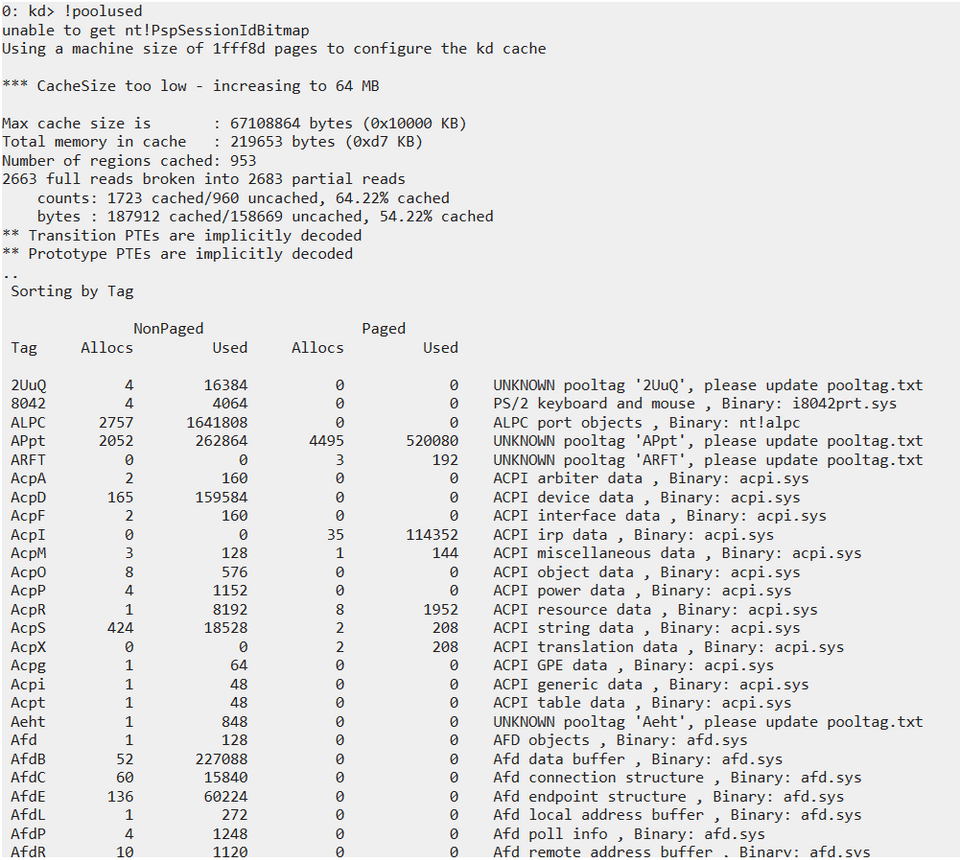 0: kd> !poolused
unable to get nt!PspSessionIdBitmap
Using a machine size of 1fff8d pages to configure the kd cache
*** CacheSize too low - increasing to 64 MB
Max cache size is       : 67108864 bytes (0x10000 KB)
Total memory in cache   : 219653 bytes (0xd7 KB)
Number of regions cached: 953
2663 full reads broken into 2683 partial reads
    counts: 1723 cached/960 uncached, 64.22% cached
    bytes : 187912 cached/158669 uncached, 54.22% cached
** Transition PTEs are implicitly decoded
** Prototype PTEs are implicitly decoded
..
 Sorting by Tag
               NonPaged                  Paged
 Tag     Allocs         Used     Allocs         Used
 2UuQ         4        16384          0            0    UNKNOWN pooltag '2UuQ', please update pooltag.txt
 8042         4         4064          0            0    PS/2 keyboard and mouse , Binary: i8042prt.sys
 ALPC      2757      1641808          0            0    ALPC port objects , Binary: nt!alpc
 APpt      2052       262864       4495       520080    UNKNOWN pooltag 'APpt', please update pooltag.txt
 ARFT         0            0          3          192    UNKNOWN pooltag 'ARFT', please update pooltag.txt
 AcpA         2          160          0            0    ACPI arbiter data , Binary: acpi.sys
 AcpD       165       159584          0            0    ACPI device data , Binary: acpi.sys
 AcpF         2          160          0            0    ACPI interface data , Binary: acpi.sys
 AcpI         0            0         35       114352    ACPI irp data , Binary: acpi.sys
 AcpM         3          128          1          144    ACPI miscellaneous data , Binary: acpi.sys
 AcpO         8          576          0            0    ACPI object data , Binary: acpi.sys
 AcpP         4         1152          0            0    ACPI power data , Binary: acpi.sys
 AcpR         1         8192          8         1952    ACPI resource data , Binary: acpi.sys
 AcpS       424        18528          2          208    ACPI string data , Binary: acpi.sys
 AcpX         0            0          2          208    ACPI translation data , Binary: acpi.sys
 Acpg         1           64          0            0    ACPI GPE data , Binary: acpi.sys
 Acpi         1           48          0            0    ACPI generic data , Binary: acpi.sys
 Acpt         1           48          0            0    ACPI table data , Binary: acpi.sys
 Aeht         1          848          0            0    UNKNOWN pooltag 'Aeht', please update pooltag.txt
 Afd          1          128          0            0    AFD objects , Binary: afd.sys
 AfdB        52       227088          0            0    Afd data buffer , Binary: afd.sys
 AfdC        60        15840          0            0    Afd connection structure , Binary: afd.sys
 AfdE       136        60224          0            0    Afd endpoint structure , Binary: afd.sys
 AfdL         1          272          0            0    Afd local address buffer , Binary: afd.sys
 AfdP         4         1248          0            0    Afd poll info , Binary: afd.sys
 AfdR        10         1120          0            0    Afd remote address buffer , Binary: afd.sys